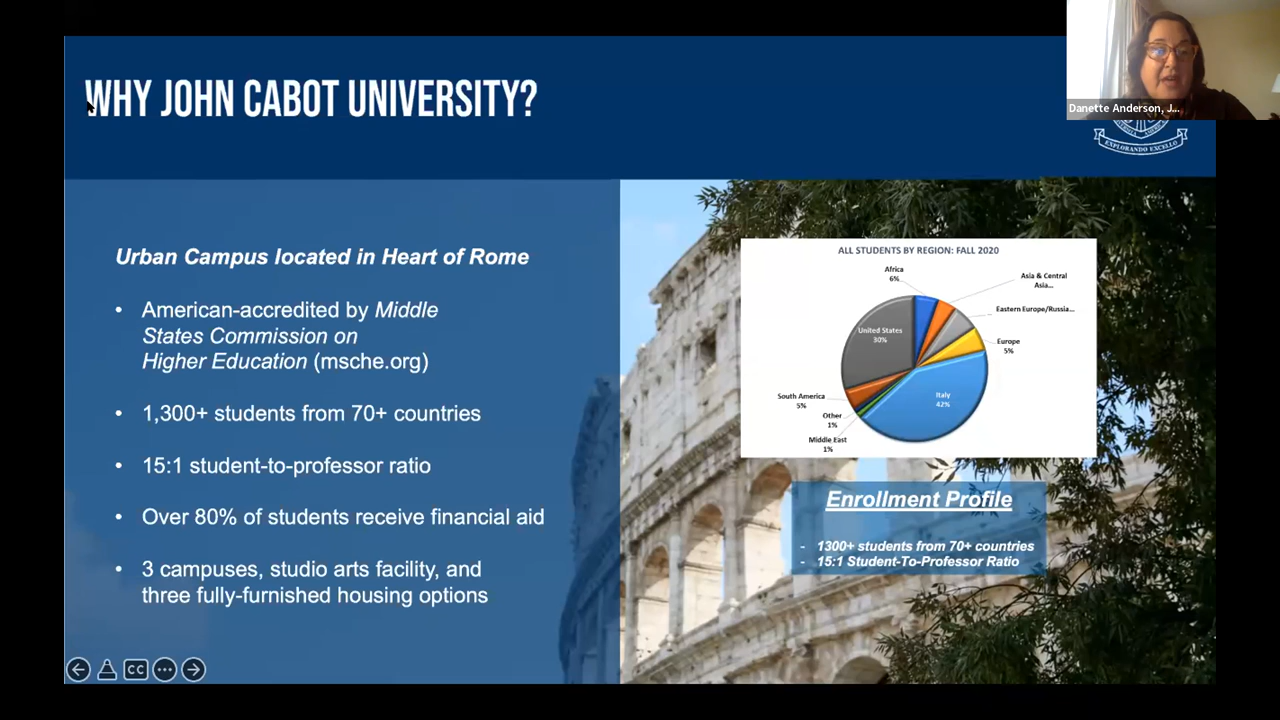 WHY JOHN CABOT UNIVERSITY?
Danette Anderson, J...
EXPLORANDO EXCELLO
Urban Campus located in Heart of Rome
• American-accredited by Middle
States Commission on
Higher Education (msche.org)
• 1,300+ students from 70+ countries
• 15:1 student-to-professor ratio
• Over 80% of students receive financial aid
• 3 campuses, studio arts facility, and
three fully-furnished housing options
ALL STUDENTS BY REGION: FALL 2020
Africa
6%
Asia & Central
Asia...
Eastern Europe/Russia...
Europe
5%
United States
30%
Italy
42%
South America
5%
Other
1%
Middle East
1%
Enrollment Profile
- 1300+ students from 70+ countries
- 15:1 Student-To-Professor Ratio
CC